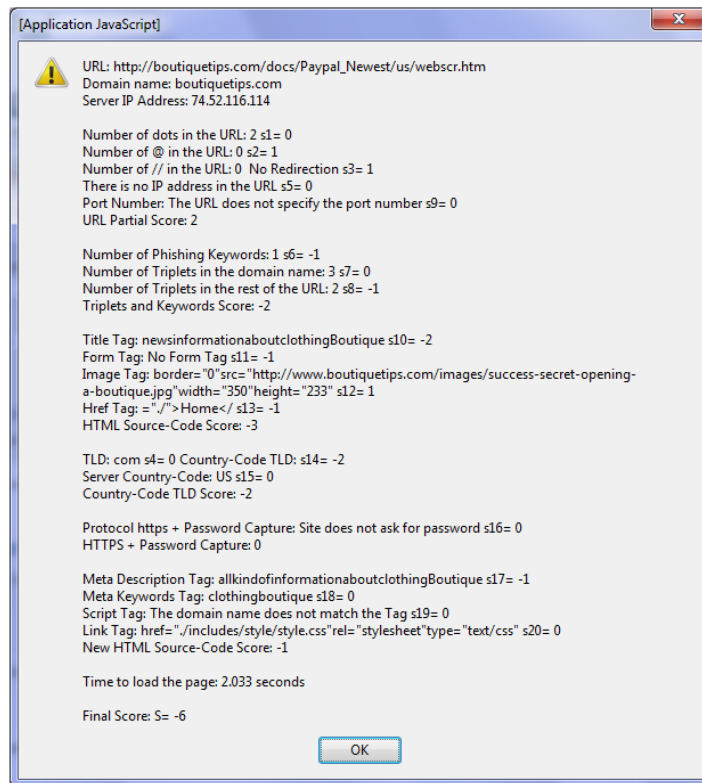 [Application JavaScript]
URL: http://boutiquetips.com/docs/Paypal_Newest/us/webscr.htm
Domain name: boutiquetips.com
Server IP Address: 74.52.116.114
Number of dots in the URL: 2 s1= 0
Number of @ in the URL: 0 s2= 1
Number of // in the URL: 0  No Redirection s3= 1
There is no IP address in the URL s5= 0
Port Number: The URL does not specify the port number s9= 0
URL Partial Score: 2
Number of Phishing Keywords: 1 s6= -1
Number of Triplets in the domain name: 3 s7= 0
Number of Triplets in the rest of the URL: 2 s8= -1
Triplets and Keywords Score: -2
Title Tag: newsinformationaboutclothingBoutique s10= -2
Form Tag: No Form Tag s11= -1
Image Tag: border="0"src="http://www.boutiquetips.com/images/success-secret-opening-
a-boutique.jpg"width="350"height="233" s12= 1
Href Tag: ="./">Home</ s13= -1
HTML Source-Code Score: -3
TLD: com s4= 0 Country-Code TLD: s14= -2
Server Country-Code: US s15= 0
Country-Code TLD Score: -2
Protocol https + Password Capture: Site does not ask for password s16= 0
HTTPS + Password Capture: 0
Meta Description Tag: allkindofinformationaboutclothingBoutique s17= -1
Meta Keywords Tag: clothingboutique s18= 0
Script Tag: The domain name does not match the Tag s19= 0
Link Tag: href="./includes/style/style.css"rel="stylesheet"type="text/css" s20= 0
New HTML Source-Code Score: -1
Time to load the page: 2.033 seconds
Final Score: S= -6
OK